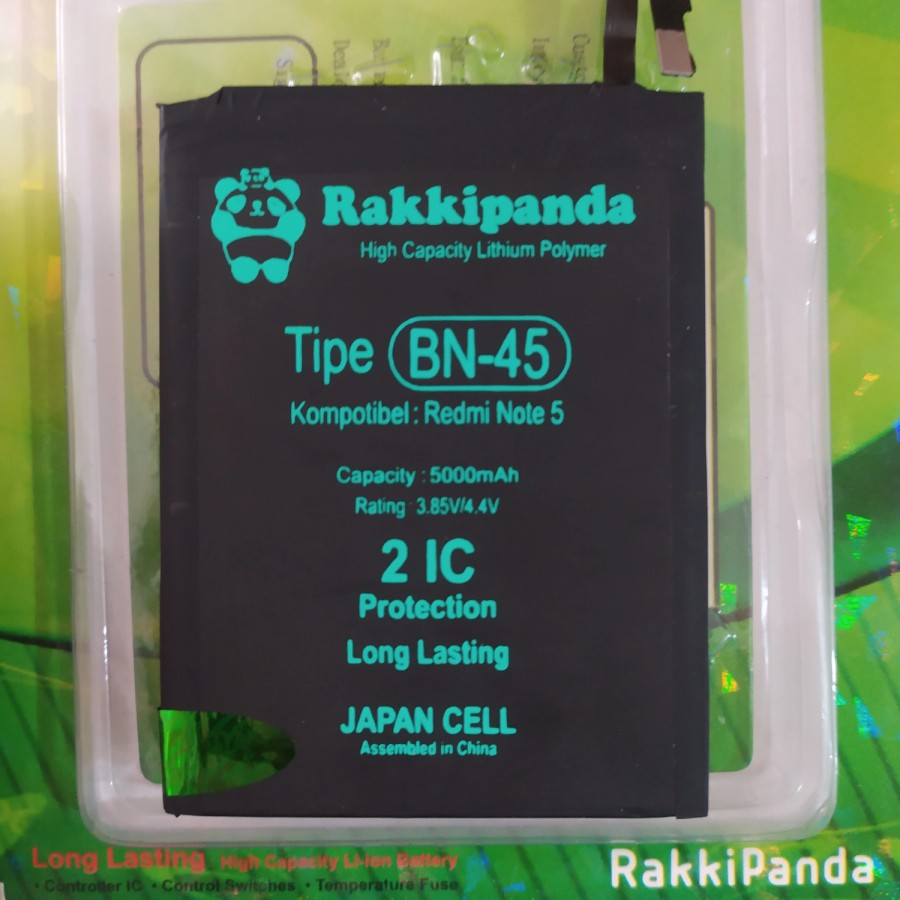 Rakkipanda
High Capacity Lithium Polymer
Tipe BN-45
Kompotibel : Redmi Note 5
Capacity : 5000mAh
Rating : 3.85V/4.4V
2 IC
Protection
Long Lasting
JAPAN CELL
Assembled in China
Long Lasting High Capacity Li-ion Battery
• Controller IC • Control Switches • Temperature Fuse
RakkiPanda